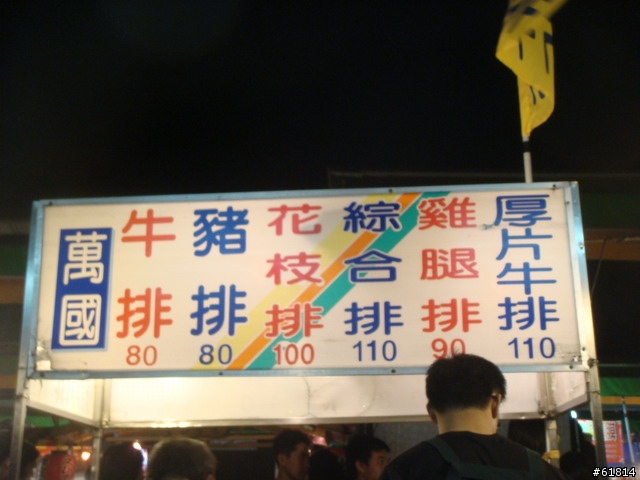 萬國
牛排 80
豬排 80
花枝排 100
綜合排 110
雞腿排 90
厚片牛排 110
#61814